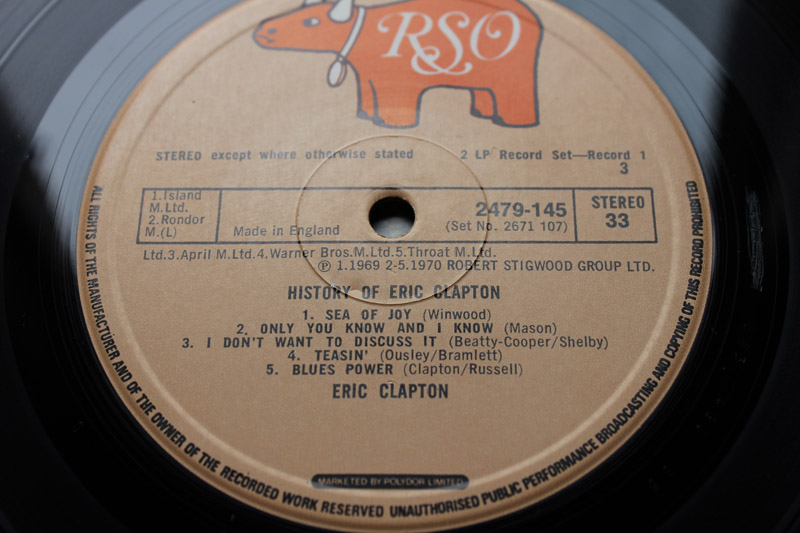 RSO
STEREO except where otherwise stated
2 LP Record Set—Record 1
3
1.Island
M.Ltd.
2.Rondor
M.(L)
Made in England
2479-145
(Set No. 2671 107)
STEREO
33
Ltd.3.April M.Ltd.4.Warner Bros.M.Ltd.5.Throat M.Ltd.
℗ 1.1969 2-5.1970 ROBERT STIGWOOD GROUP LTD.
HISTORY OF ERIC CLAPTON
1. SEA OF JOY (Winwood)
2. ONLY YOU KNOW AND I KNOW (Mason)
3. I DON'T WANT TO DISCUSS IT (Beatty-Cooper/Shelby)
4. TEASIN' (Ousley/Bramlett)
5. BLUES POWER (Clapton/Russell)
ERIC CLAPTON
MARKETED BY POLYDOR LIMITED
ALL RIGHTS OF THE MANUFACTURER AND OF THE OWNER OF THE RECORDED WORK RESERVED UNAUTHORISED PUBLIC PERFORMANCE BROADCASTING AND COPYING OF THIS RECORD PROHIBITED